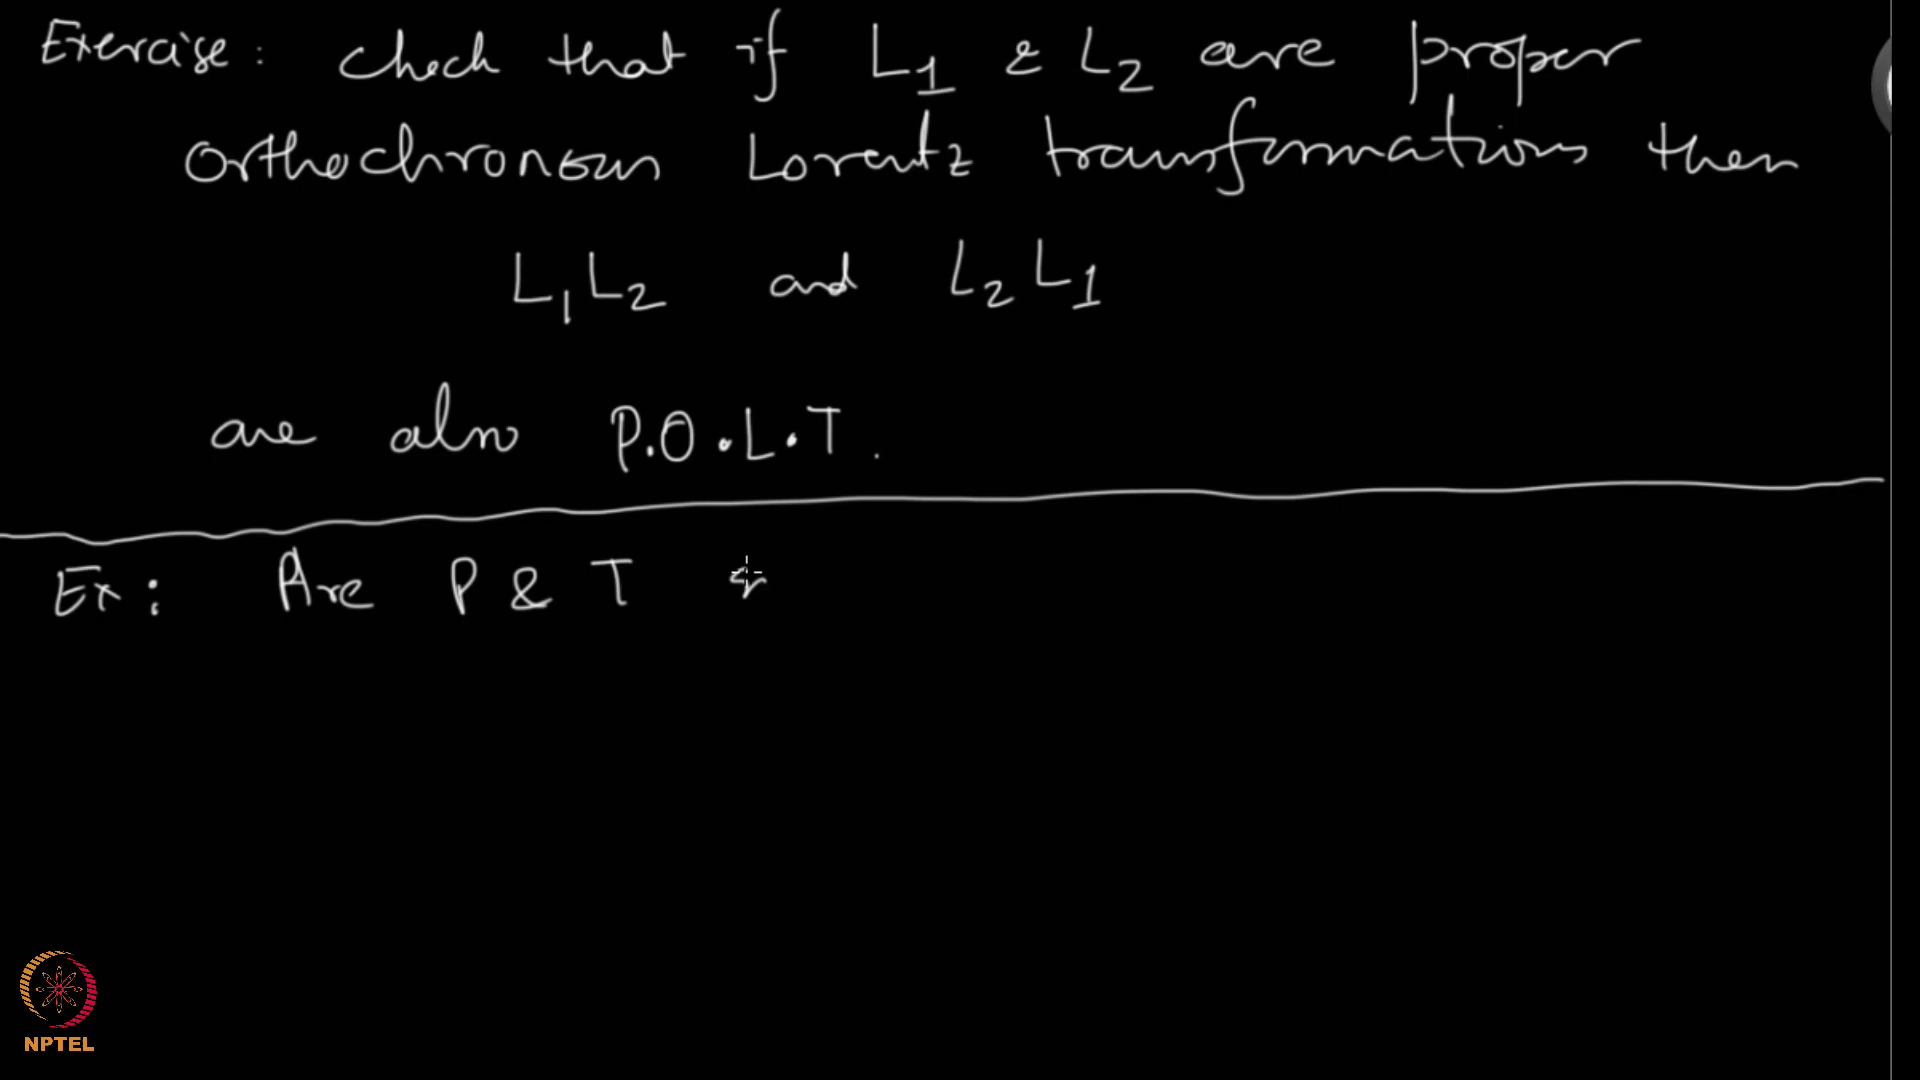 Exercise: Check that if L1 & L2 are proper
orthochronous Lorentz transformations then
L1L2 and L2L1
are also P.O.L.T.
Ex: Are P & T
NPTEL